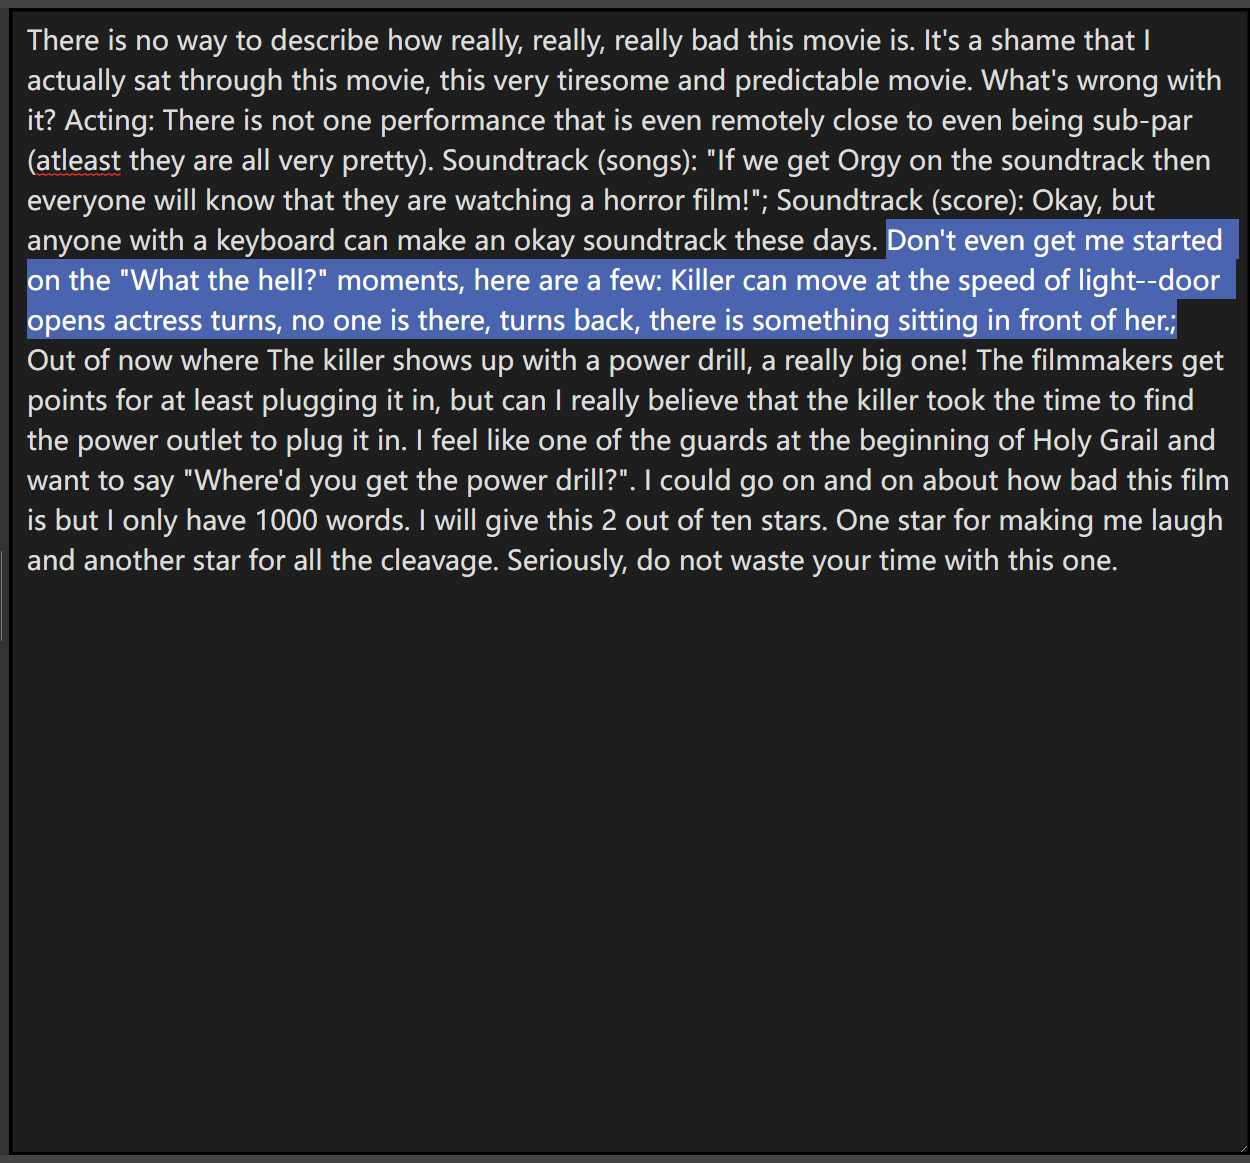 There is no way to describe how really, really, really bad this movie is. It's a shame that I
actually sat through this movie, this very tiresome and predictable movie. What's wrong with
it? Acting: There is not one performance that is even remotely close to even being sub-par
(atleast they are all very pretty). Soundtrack (songs): "If we get Orgy on the soundtrack then
everyone will know that they are watching a horror film!"; Soundtrack (score): Okay, but
anyone with a keyboard can make an okay soundtrack these days. Don't even get me started
on the "What the hell?" moments, here are a few: Killer can move at the speed of light--door
opens actress turns, no one is there, turns back, there is something sitting in front of her.;
Out of now where The killer shows up with a power drill, a really big one! The filmmakers get
points for at least plugging it in, but can I really believe that the killer took the time to find
the power outlet to plug it in. I feel like one of the guards at the beginning of Holy Grail and
want to say "Where'd you get the power drill?". I could go on and on about how bad this film
is but I only have 1000 words. I will give this 2 out of ten stars. One star for making me laugh
and another star for all the cleavage. Seriously, do not waste your time with this one.